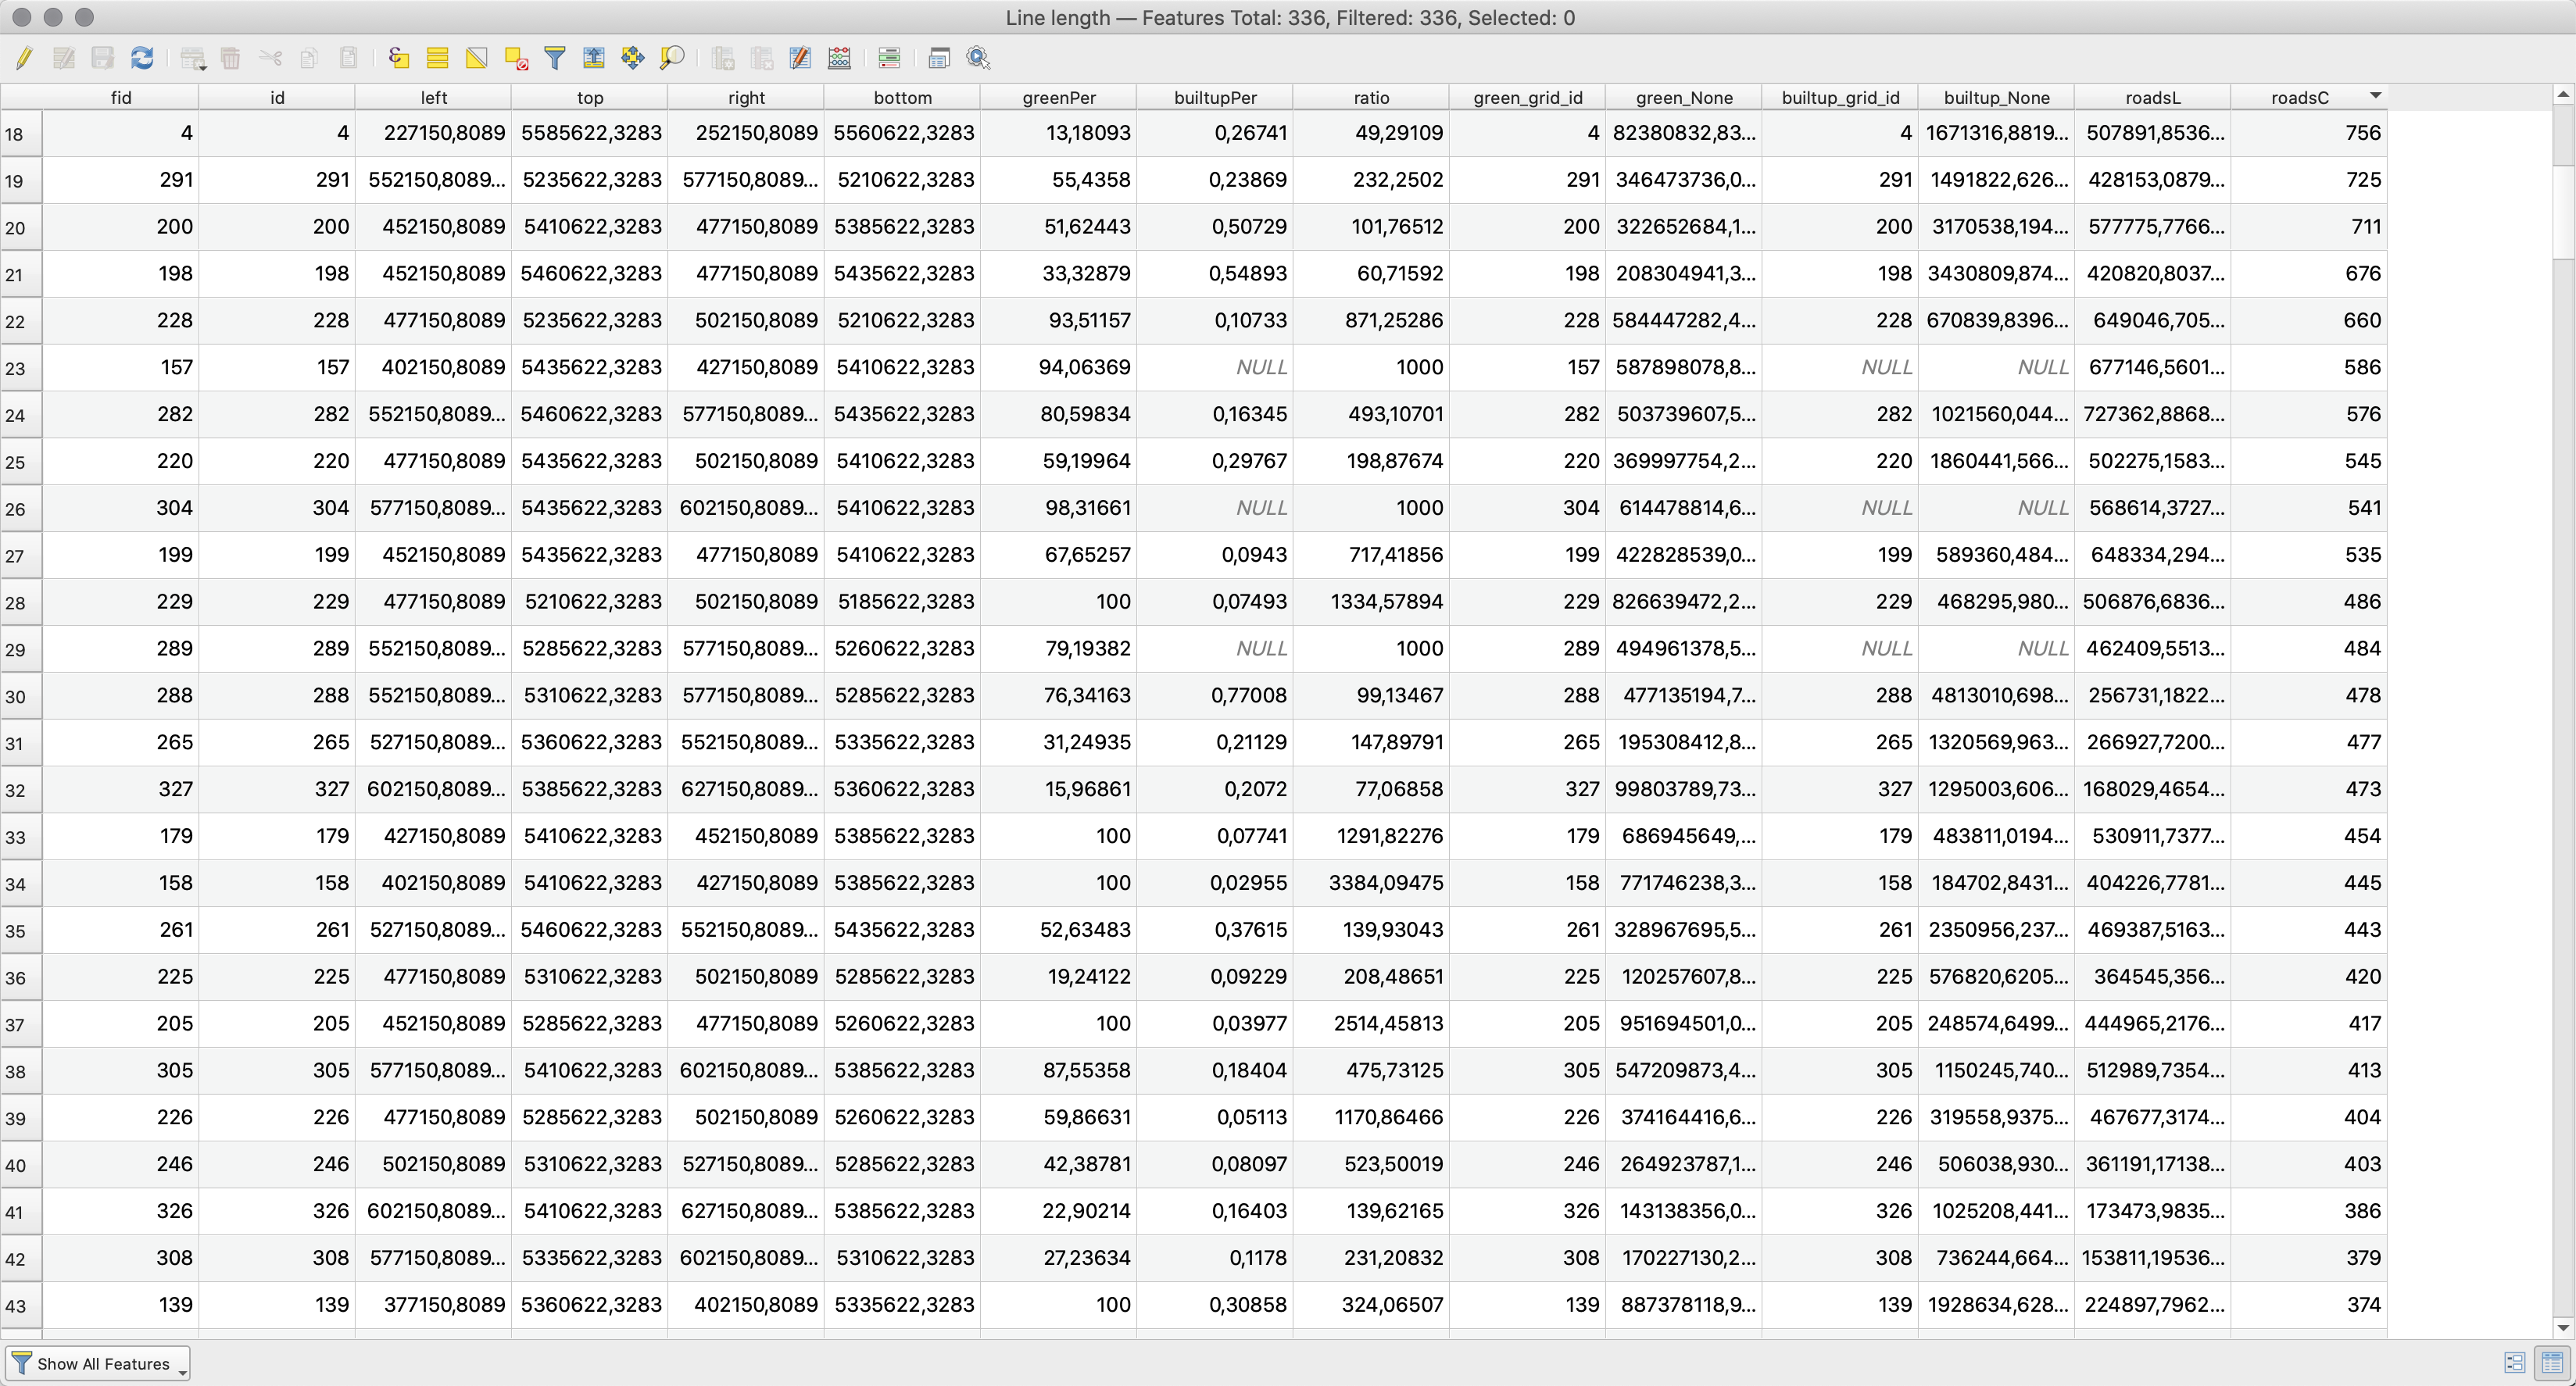 Line length — Features Total: 336, Filtered: 336, Selected: 0
fid id left top right bottom greenPer builtupPer ratio green_grid_id green_None builtup_grid_id builtup_None roadsL roadsC
18 4 4 227150,8089 5585622,3283 252150,8089 5560622,3283 13,18093 0,26741 49,29109 4 82380832,83... 4 1671316,8819... 507891,8536... 756
19 291 291 552150,8089... 5235622,3283 577150,8089... 5210622,3283 55,4358 0,23869 232,2502 291 346473736,0... 291 1491822,626... 428153,0879... 725
20 200 200 452150,8089 5410622,3283 477150,8089 5385622,3283 51,62443 0,50729 101,76512 200 322652684,1... 200 3170538,194... 577775,7766... 711
21 198 198 452150,8089 5460622,3283 477150,8089 5435622,3283 33,32879 0,54893 60,71592 198 208304941,3... 198 3430809,874... 420820,8037... 676
22 228 228 477150,8089 5235622,3283 502150,8089 5210622,3283 93,51157 0,10733 871,25286 228 584447282,4... 228 670839,8396... 649046,705... 660
23 157 157 402150,8089 5435622,3283 427150,8089 5410622,3283 94,06369 NULL 1000 157 587898078,8... NULL NULL 677146,5601... 586
24 282 282 552150,8089... 5460622,3283 577150,8089... 5435622,3283 80,59834 0,16345 493,10701 282 503739607,5... 282 1021560,044... 727362,8868... 576
25 220 220 477150,8089 5435622,3283 502150,8089 5410622,3283 59,19964 0,29767 198,87674 220 369997754,2... 220 1860441,566... 502275,1583... 545
26 304 304 577150,8089... 5435622,3283 602150,8089... 5410622,3283 98,31661 NULL 1000 304 614478814,6... NULL NULL 568614,3727... 541
27 199 199 452150,8089 5435622,3283 477150,8089 5410622,3283 67,65257 0,0943 717,41856 199 422828539,0... 199 589360,484... 648334,294... 535
28 229 229 477150,8089 5210622,3283 502150,8089 5185622,3283 100 0,07493 1334,57894 229 826639472,2... 229 468295,980... 506876,6836... 486
29 289 289 552150,8089... 5285622,3283 577150,8089... 5260622,3283 79,19382 NULL 1000 289 494961378,5... NULL NULL 462409,5513... 484
30 288 288 552150,8089... 5310622,3283 577150,8089... 5285622,3283 76,34163 0,77008 99,13467 288 477135194,7... 288 4813010,698... 256731,1822... 478
31 265 265 527150,8089... 5360622,3283 552150,8089... 5335622,3283 31,24935 0,21129 147,89791 265 195308412,8... 265 1320569,963... 266927,7200... 477
32 327 327 602150,8089... 5385622,3283 627150,8089... 5360622,3283 15,96861 0,2072 77,06858 327 99803789,73... 327 1295003,606... 168029,4654... 473
33 179 179 427150,8089 5410622,3283 452150,8089 5385622,3283 100 0,07741 1291,82276 179 686945649,... 179 483811,0194... 530911,7377... 454
34 158 158 402150,8089 5410622,3283 427150,8089 5385622,3283 100 0,02955 3384,09475 158 771746238,3... 158 184702,8431... 404226,7781... 445
35 261 261 527150,8089... 5460622,3283 552150,8089... 5435622,3283 52,63483 0,37615 139,93043 261 328967695,5... 261 2350956,237... 469387,5163... 443
36 225 225 477150,8089 5310622,3283 502150,8089 5285622,3283 19,24122 0,09229 208,48651 225 120257607,8... 225 576820,6205... 364545,356... 420
37 205 205 452150,8089 5285622,3283 477150,8089 5260622,3283 100 0,03977 2514,45813 205 951694501,0... 205 248574,6499... 444965,2176... 417
38 305 305 577150,8089... 5410622,3283 602150,8089... 5385622,3283 87,55358 0,18404 475,73125 305 547209873,4... 305 1150245,740... 512989,7354... 413
39 226 226 477150,8089 5285622,3283 502150,8089 5260622,3283 59,86631 0,05113 1170,86466 226 374164416,6... 226 319558,9375... 467677,3174... 404
40 246 246 502150,8089 5310622,3283 527150,8089... 5285622,3283 42,38781 0,08097 523,50019 246 264923787,1... 246 506038,930... 361191,17138... 403
41 326 326 602150,8089... 5410622,3283 627150,8089... 5385622,3283 22,90214 0,16403 139,62165 326 143138356,0... 326 1025208,441... 173473,9835... 386
42 308 308 577150,8089... 5335622,3283 602150,8089... 5310622,3283 27,23634 0,1178 231,20832 308 170227130,2... 308 736244,664... 153811,19536... 379
43 139 139 377150,8089 5360622,3283 402150,8089 5335622,3283 100 0,30858 324,06507 139 887378118,9... 139 1928634,628... 224897,7962... 374
Show All Features